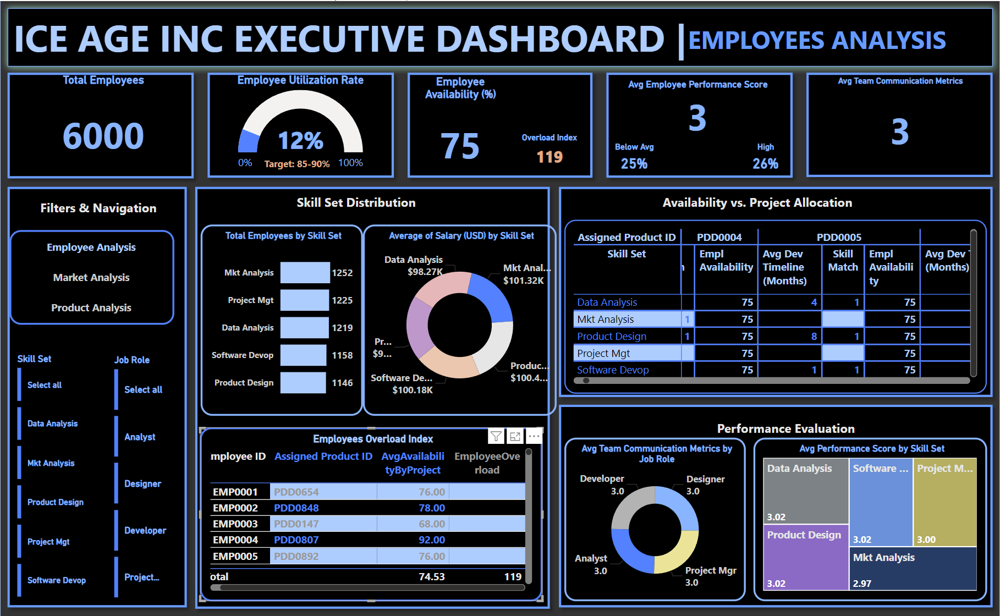 ICE AGE INC EXECUTIVE DASHBOARD |EMPLOYEES ANALYSIS
Total Employees
6000
Employee Utilization Rate
12%
0%
Target: 85-90%
100%
Employee
Availability (%)
75
Overload Index
119
Avg Employee Performance Score
3
Below Avg
25%
High
26%
Avg Team Communication Metrics
3
Filters & Navigation
Employee Analysis
Market Analysis
Product Analysis
Skill Set
Select all
Data Analysis
Mkt Analysis
Product Design
Project Mgt
Software Devop
Job Role
Select all
Analyst
Designer
Developer
Project...
Skill Set Distribution
Total Employees by Skill Set
Mkt Analysis 1252
Project Mgt 1225
Data Analysis 1219
Software Devop 1158
Product Design 1146
Average of Salary (USD) by Skill Set
Data Analysis
$98.27K
Mkt Anal...
$101.32K
Pr...
$9...
Software De...
$100.18K
Produc...
$100.4...
Employees Overload Index
mployee ID Assigned Product ID AvgAvailabili EmployeeOve
tyByProject rload
EMP0001 PDD0654 76.00
EMP0002 PDD0848 78.00
EMP0003 PDD0147 68.00
EMP0004 PDD0807 92.00
EMP0005 PDD0892 76.00
otal 74.53 119
Availability vs. Project Allocation
Assigned Product ID PDD0004 PDD0005
Skill Set n Empl Avg Dev Skill Empl Avg Dev T
Availability Timeline Match Availabili (Months)
(Months) ty
Data Analysis 75 4 1 75
Mkt Analysis 1 75 75
Product Design 1 75 8 1 75
Project Mgt 75 75
Software Devop 75 1 1 75
Performance Evaluation
Avg Team Communication Metrics by
Job Role
Developer
3.0
Designer
3.0
Analyst
3.0
Project Mgr
3.0
Avg Performance Score by Skill Set
Data Analysis
3.02
Software ...
3.02
Project M...
3.00
Product Design
3.02
Mkt Analysis
2.97